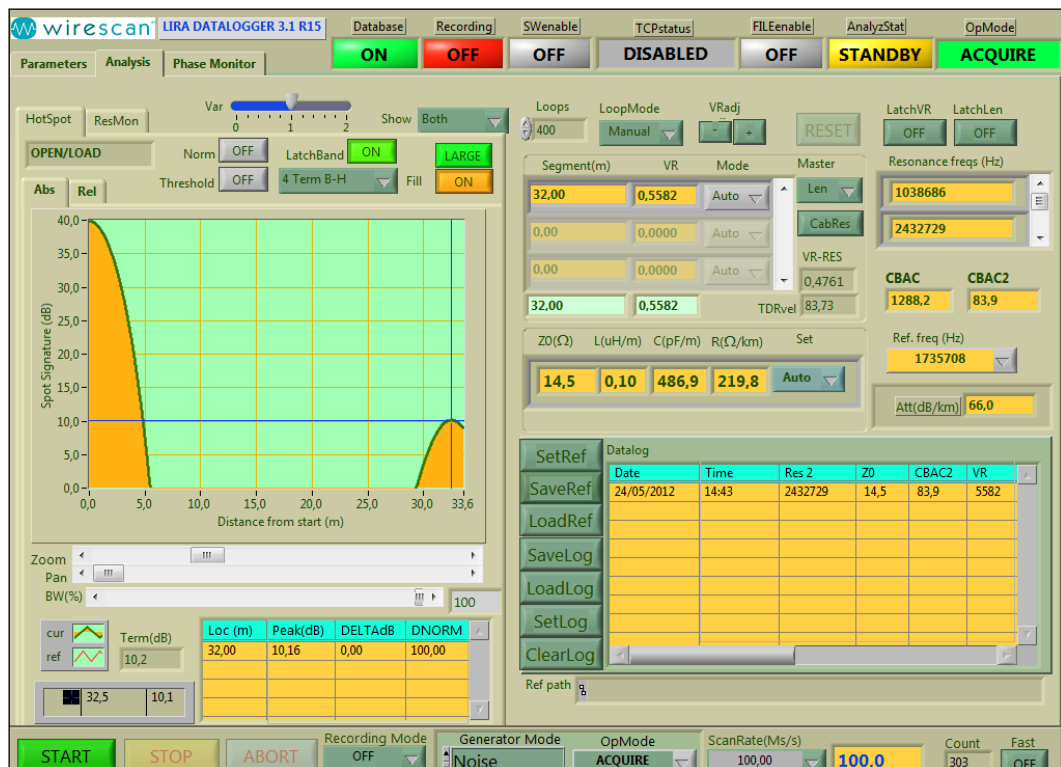 wirescan LIRA DATALOGGER 3.1 R15
Database Recording SWenable TCPstatus FILEenable AnalyzStat OpMode
ON OFF OFF DISABLED OFF STANDBY ACQUIRE
Parameters Analysis Phase Monitor
HotSpot ResMon
Var
0 1 2
Show Both
OPEN/LOAD
Norm OFF LatchBand ON LARGE
Threshold OFF 4 Term B-H Fill ON
Abs Rel
Spot Signature (dB)
40,0
35,0
30,0
25,0
20,0
15,0
10,0
5,0
0,0
0,0 5,0 10,0 15,0 20,0 25,0 30,0 33,6
Distance from start (m)
Zoom
Pan
BW(%) 100
cur
ref
Term(dB)
10,2
32,5 10,1
Loc (m) Peak(dB) DELTAdB DNORM
32,00 10,16 0,00 100,00
Loops LoopMode VRadj
400 Manual - + RESET
LatchVR LatchLen
OFF OFF
Segment(m) VR Mode Master
32,00 0,5582 Auto Len
0,00 0,0000 Auto CabRes
0,00 0,0000 Auto
VR-RES
0,4761
32,00 0,5582 TDRvel 83,73
Resonance freqs (Hz)
1038686
2432729
CBAC CBAC2
1288,2 83,9
Ref. freq (Hz)
1735708
Att(dB/km) 66,0
Z0(Ω) L(uH/m) C(pF/m) R(Ω/km) Set
14,5 0,10 486,9 219,8 Auto
SetRef
SaveRef
LoadRef
SaveLog
LoadLog
SetLog
ClearLog
Datalog
Date Time Res 2 Z0 CBAC2 VR
24/05/2012 14:43 2432729 14,5 83,9 5582
Ref path
START STOP ABORT
Recording Mode
OFF
Generator Mode
Noise
OpMode
ACQUIRE
ScanRate(Ms/s)
100,00 100,0
Count
303
Fast
OFF